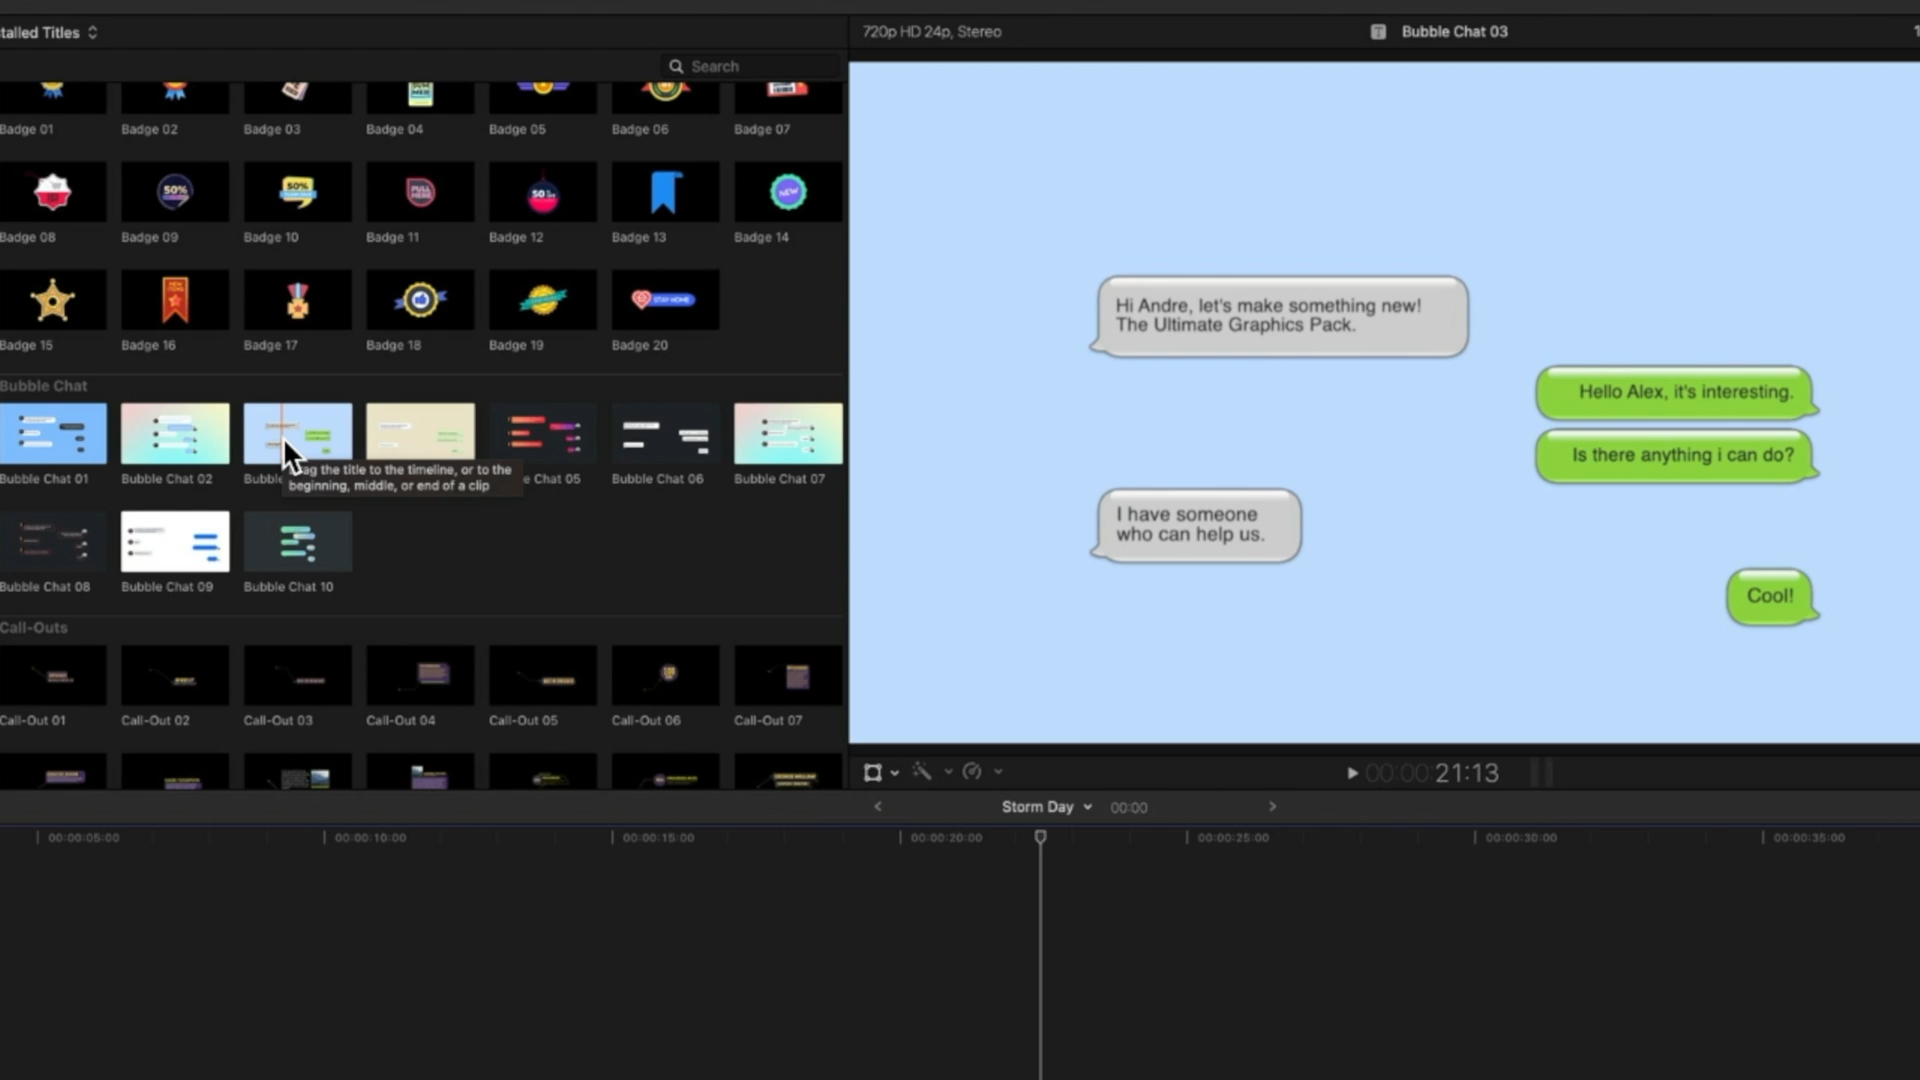 talled Titles
720p HD 24p, Stereo
Bubble Chat 03
Search
Badge 01
Badge 02
Badge 03
Badge 04
Badge 05
Badge 06
Badge 07
50%
50%
PULL HERE
50
NEW
Badge 08
Badge 09
Badge 10
Badge 11
Badge 12
Badge 13
Badge 14
STAY HOME
Badge 15
Badge 16
Badge 17
Badge 18
Badge 19
Badge 20
Bubble Chat
Bubble Chat 01
Bubble Chat 02
Bubble
e Chat 05
Bubble Chat 06
Bubble Chat 07
ag the title to the timeline, or to the
beginning, middle, or end of a clip
Bubble Chat 08
Bubble Chat 09
Bubble Chat 10
Call-Outs
Call-Out 01
Call-Out 02
Call-Out 03
Call-Out 04
Call-Out 05
Call-Out 06
Call-Out 07
Hi Andre, let's make something new!
The Ultimate Graphics Pack.
Hello Alex, it's interesting.
Is there anything i can do?
I have someone
who can help us.
Cool!
00:00:21:13
Storm Day 00:00
00:00:05:00
00:00:10:00
00:00:15:00
00:00:20:00
00:00:25:00
00:00:30:00
00:00:35:00